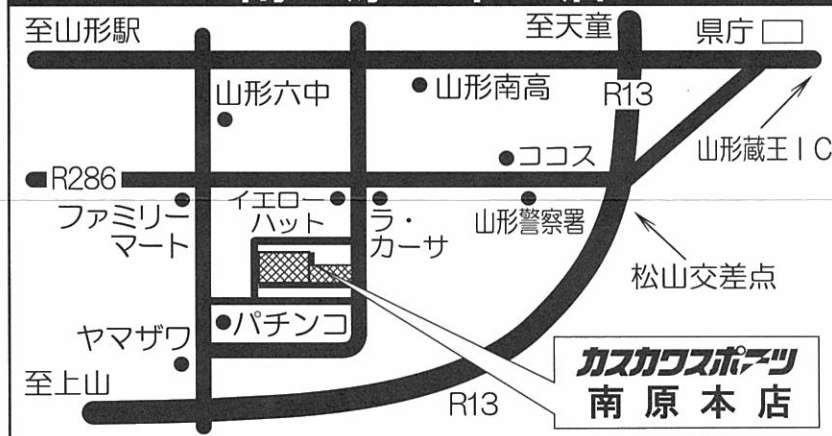 至山形駅
至天童
県庁
山形六中
山形南高
R13
ココス
山形蔵王IC
R286
ファミリー
マート
イエロー
ハット
ラ・
カーサ
山形警察署
松山交差点
パチンコ
ヤマザワ
至上山
R13
カスカワスポーツ
南原本店